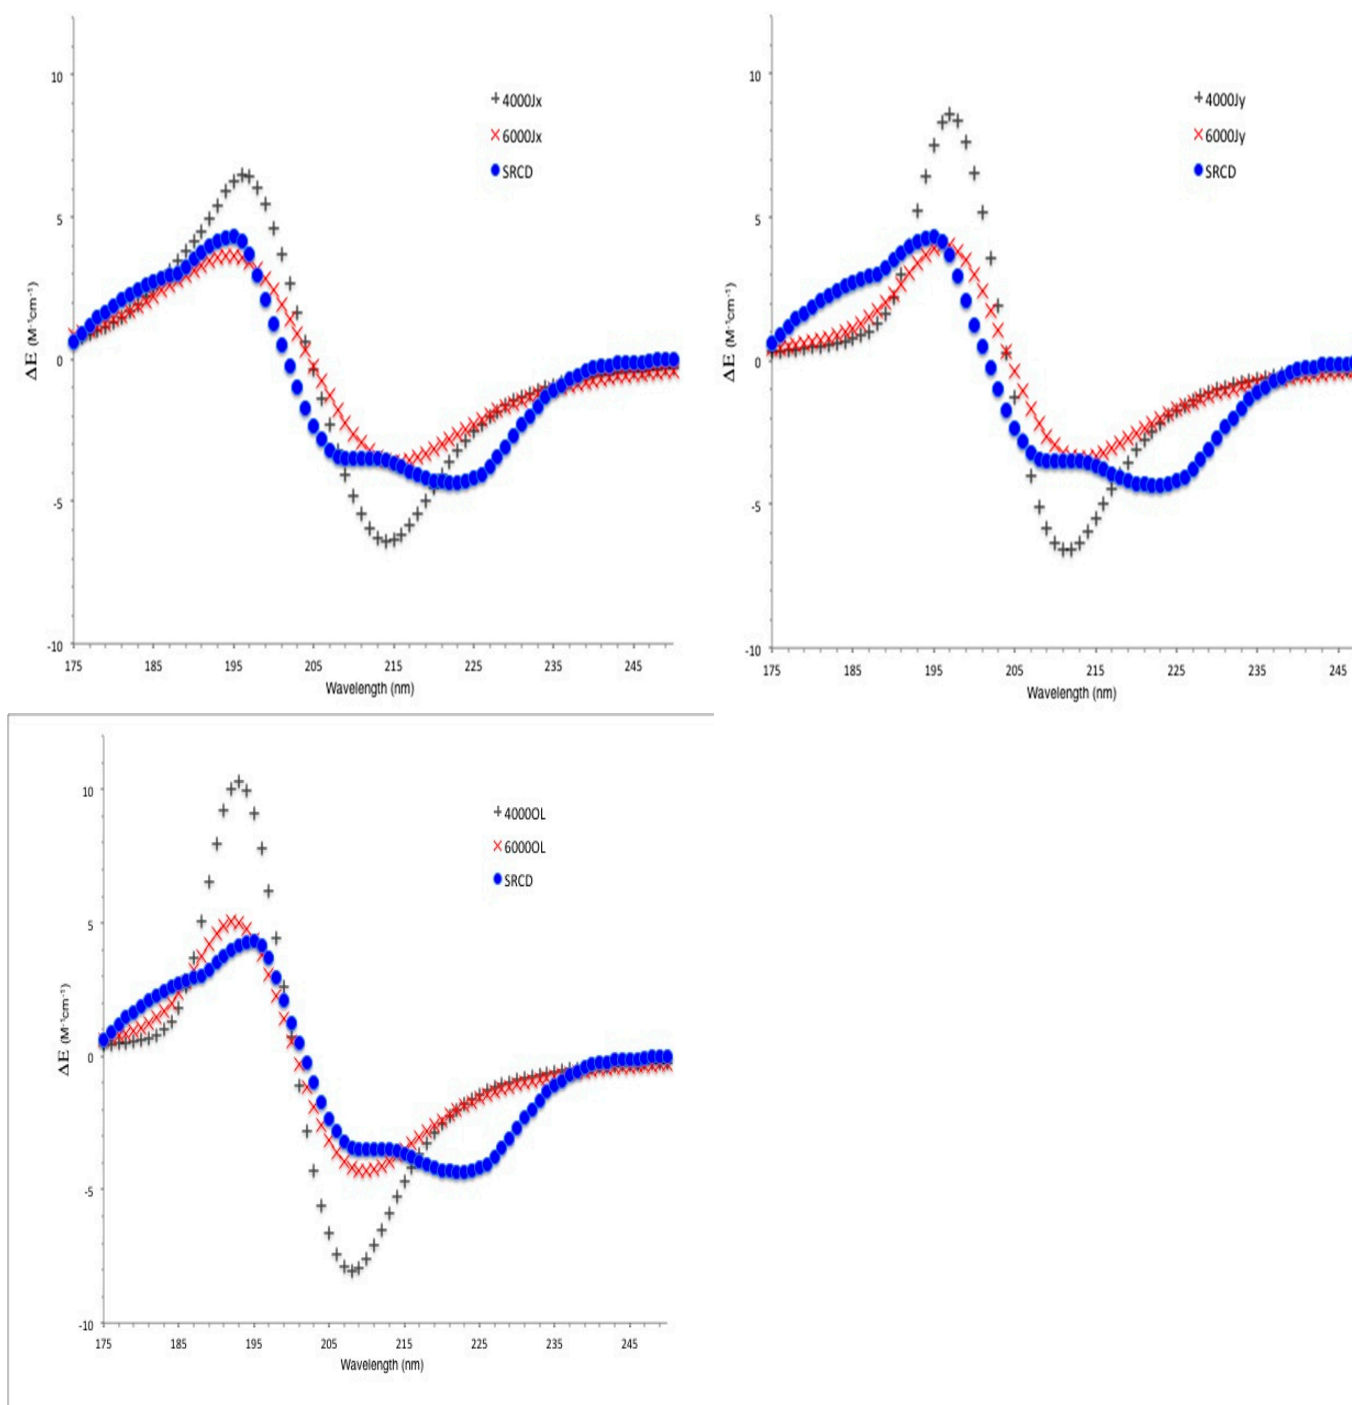 10
5
0
-5
-10
ΔE (M⁻¹cm⁻¹)
4000Jx
6000Jx
SRCD
175 185 195 205 215 225 235 245
Wavelength (nm)
10
5
0
-5
-10
ΔE (M⁻¹cm⁻¹)
4000Jy
6000Jy
SRCD
175 185 195 205 215 225 235 245
Wavelength (nm)
10
5
0
-5
-10
ΔE (M⁻¹cm⁻¹)
4000OL
6000OL
SRCD
175 185 195 205 215 225 235 245
Wavelength (nm)